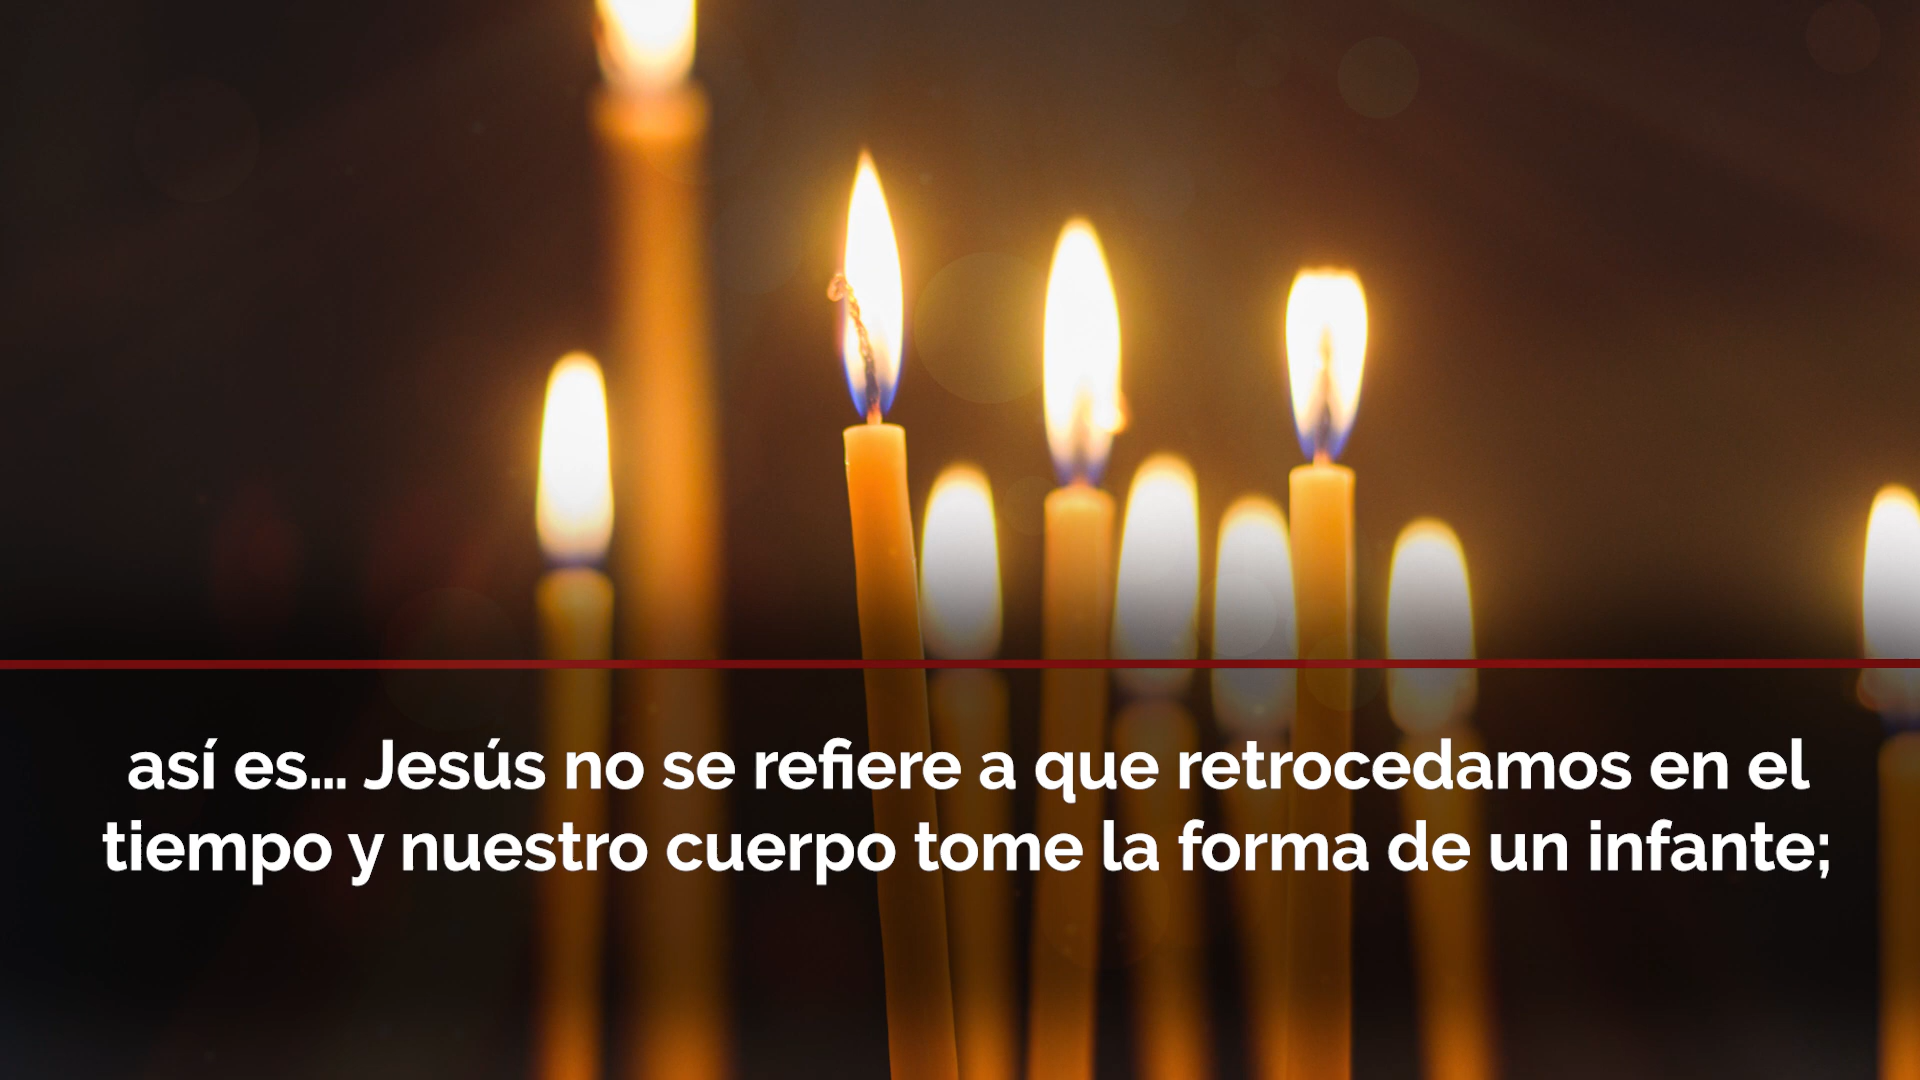 así es... Jesús no se refiere a que retrocedamos en el
tiempo y nuestro cuerpo tome la forma de un infante;